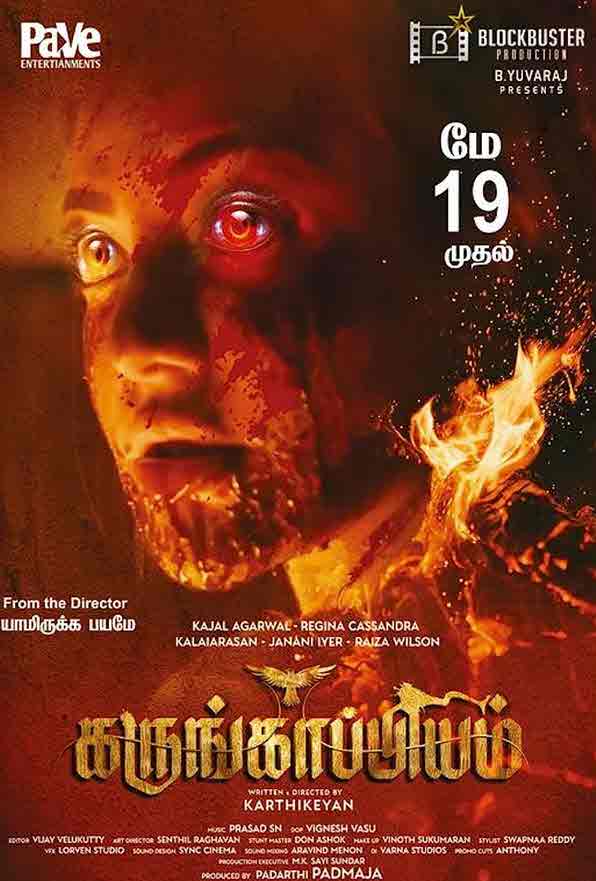 PaVe
ENTERTIANMENTS
BLOCKBUSTER
PRODUCTION
B.YUVARAJ
PRESENTS
மே
19
முதல்
From the Director
யாமிருக்க பயமே
KAJAL AGARWAL - REGINA CASSANDRA
KALAIARASAN - JANANI IYER - RAIZA WILSON
கருங்காப்பியம்
WRITTEN & DIRECTED BY
KARTHIKEYAN
MUSIC PRASAD SN DOP VIGNESH VASU
EDITOR VIJAY VELUKUTTY ART DIRECTOR SENTHIL RAGHAVAN STUNT MASTER DON ASHOK MAKE UP VINOTH SUKUMARAN STYLIST SWAPNAA REDDY
VFX LORVEN STUDIO SOUND DESIGN SYNC CINEMA SOUND MIXING ARAVIND MENON DI VARNA STUDIOS PROMO CUTS ANTHONY
PRODUCTION EXECUTIVE M.K. SAYI SUNDAR
PRODUCED BY PADARTHI PADMAJA